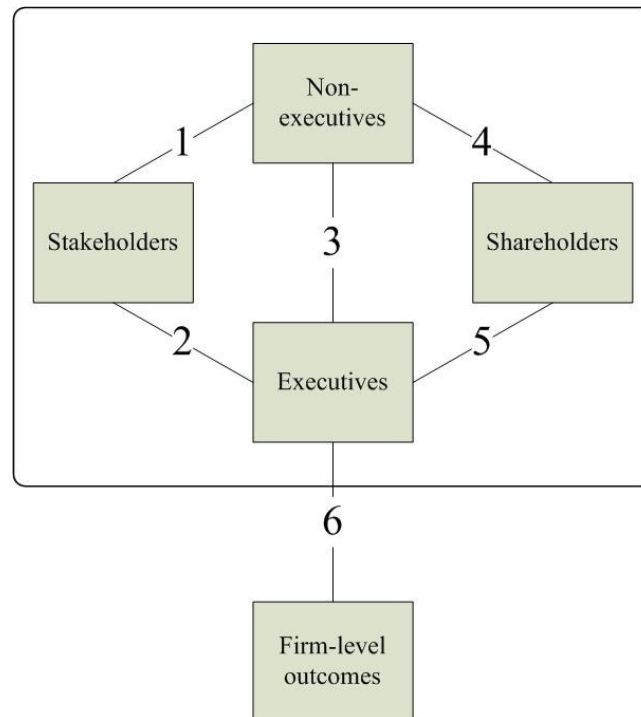 Non-
executives
1
4
Stakeholders
3
Shareholders
2
5
Executives
6
Firm-level
outcomes